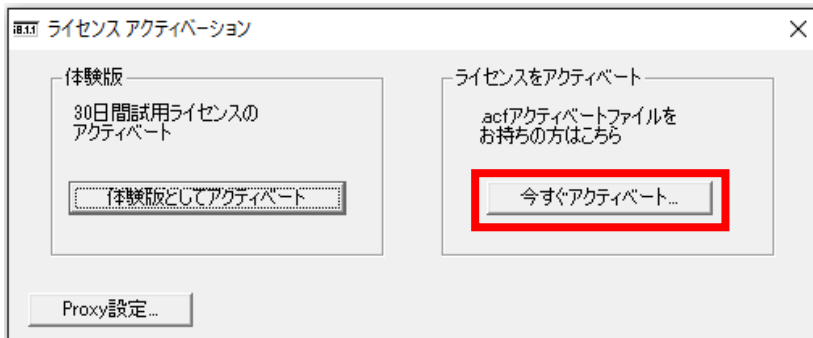 i8.1.1 ライセンス アクティベーション
体験版
30日間試用ライセンスの
アクティベート
体験版としてアクティベート
ライセンスをアクティベート
.acfアクティベートファイルを
お持ちの方はこちら
今すぐアクティベート...
Proxy設定...